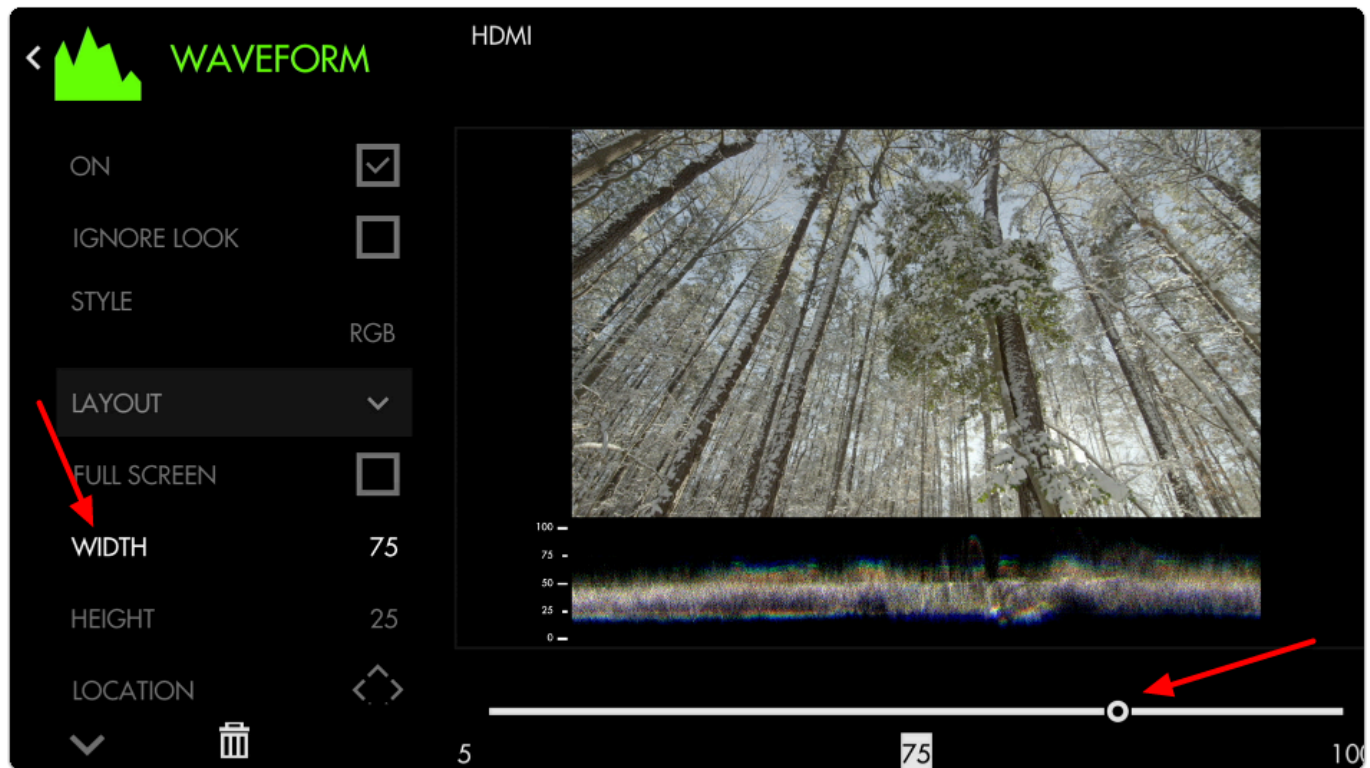 WAVEFORM
HDMI
ON
IGNORE LOOK
STYLE
RGB
LAYOUT
FULL SCREEN
WIDTH 75
HEIGHT 25
LOCATION
100
75
50
25
0
5 75 100